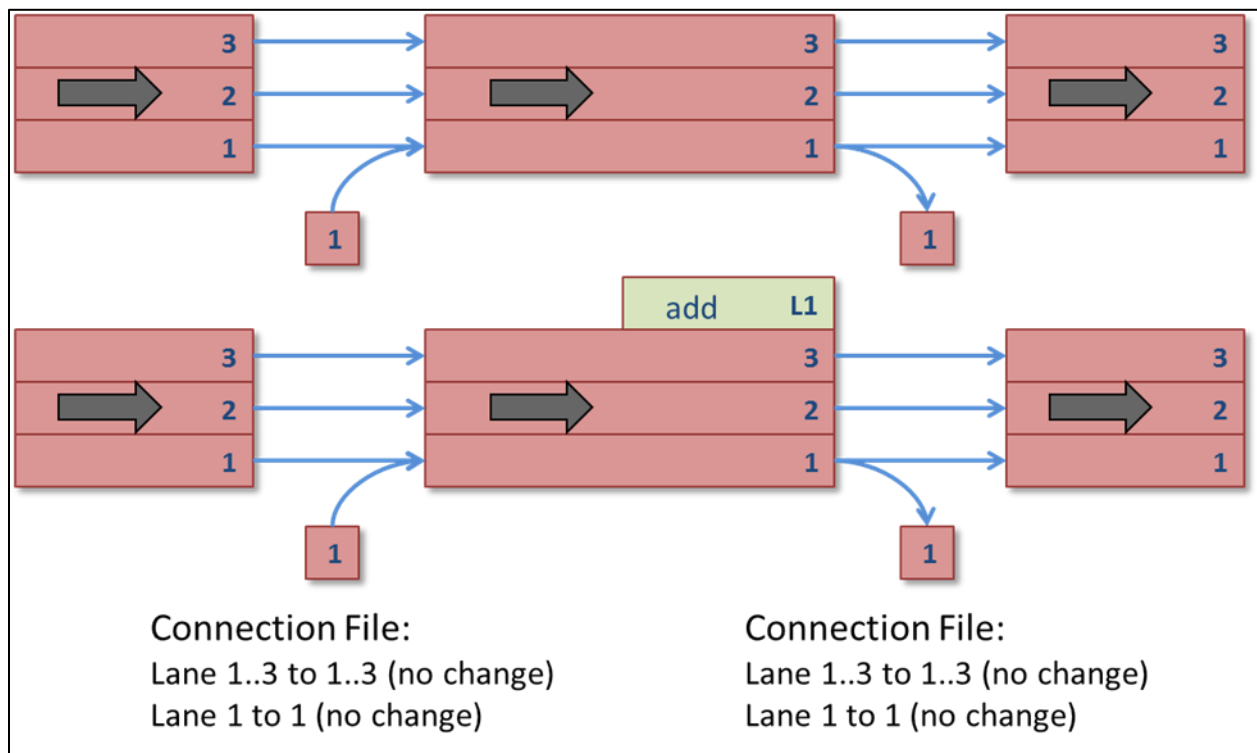 3 3 3
2 2 2
1 1 1
1 1
add L1
3 3 3
2 2 2
1 1 1
1 1
Connection File: Connection File:
Lane 1..3 to 1..3 (no change) Lane 1..3 to 1..3 (no change)
Lane 1 to 1 (no change) Lane 1 to 1 (no change)